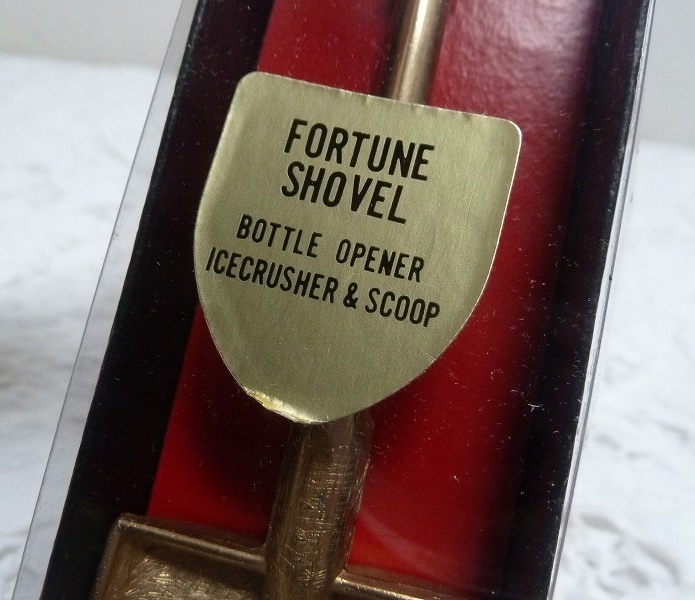 FORTUNE
SHOVEL
BOTTLE OPENER
ICECRUSHER & SCOOP